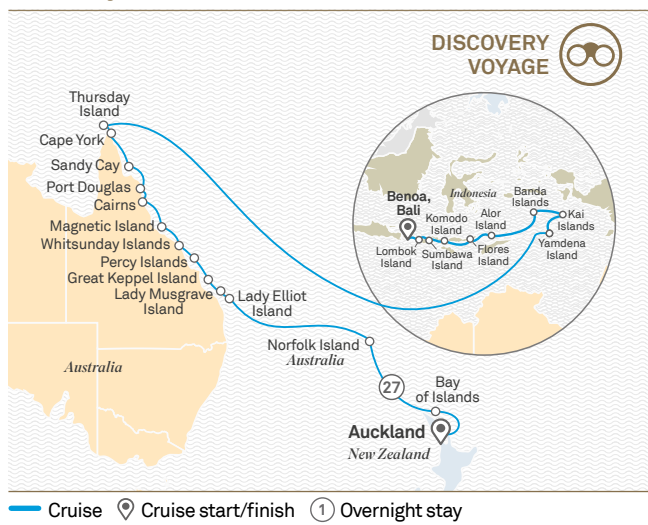 DISCOVERY
VOYAGE
Thursday
Island
Cape York
Sandy Cay
Port Douglas
Cairns
Magnetic Island
Whitsunday Islands
Percy Islands
Great Keppel Island
Lady Musgrave
Island
Lady Elliot
Island
Benoa,
Bali
Indonesia
Lombok
Island
Sumbawa
Island
Komodo
Island
Flores
Island
Alor
Island
Banda
Islands
Kai
Islands
Yamdena
Island
Australia
Norfolk Island
Australia
27
Bay
of Islands
Auckland
New Zealand
Cruise
Cruise start/finish
1 Overnight stay